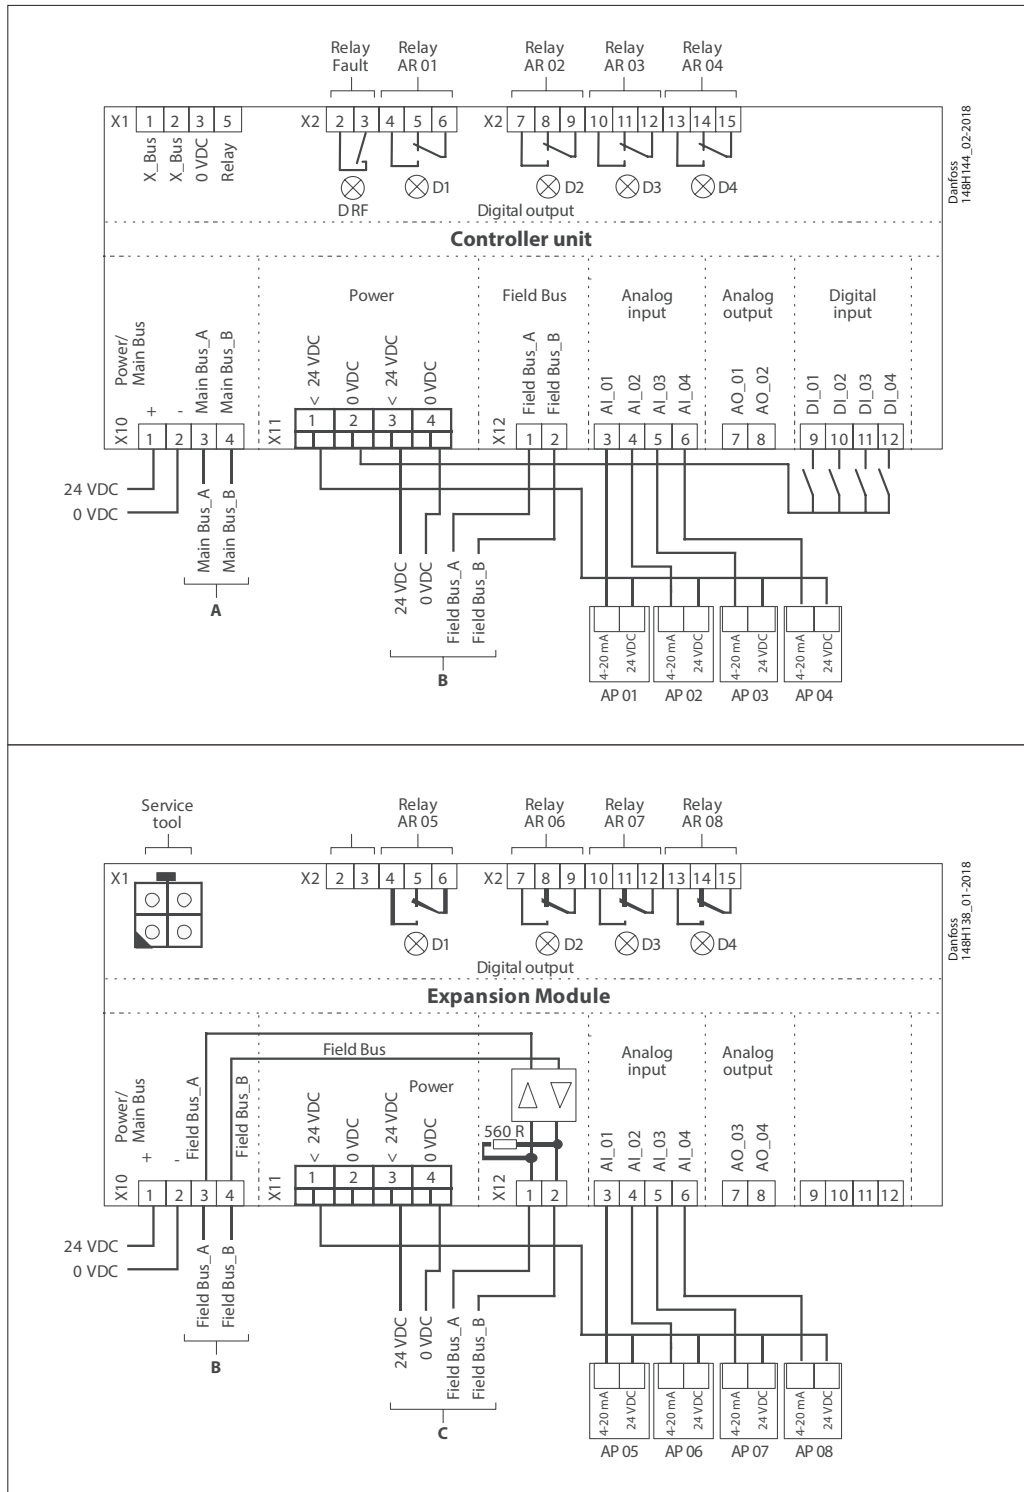 Relay Fault
Relay AR 01
Relay AR 02
Relay AR 03
Relay AR 04
X1 1 2 3 5
X2 2 3 4 5 6
X2 7 8 9 10 11 12 13 14 15
X_Bus
X_Bus
0 VDC
Relay
DRF
D1
D2
D3
D4
Digital output
Danfoss
148H144_02-2018
Controller unit
Power/
Main Bus
+
-
Main Bus_A
Main Bus_B
Power
< 24 VDC
0 VDC
< 24 VDC
0 VDC
Field Bus
Field Bus_A
Field Bus_B
Analog
input
AI_01
AI_02
AI_03
AI_04
Analog
output
AO_01
AO_02
Digital
input
DI_01
DI_02
DI_03
DI_04
X10 1 2 3 4
X11 1 2 3 4
X12 1 2 3 4 5 6 7 8 9 10 11 12
24 VDC
0 VDC
Main Bus_A
Main Bus_B
A
24 VDC
0 VDC
Field Bus_A
Field Bus_B
B
4-20 mA
24 VDC
4-20 mA
24 VDC
4-20 mA
24 VDC
4-20 mA
24 VDC
AP 01
AP 02
AP 03
AP 04
Service
tool
Relay AR 05
Relay AR 06
Relay AR 07
Relay AR 08
X1
X2 2 3 4 5 6
X2 7 8 9 10 11 12 13 14 15
D1
D2
D3
D4
Digital output
Danfoss
148H138_01-2018
Expansion Module
Power/
Main Bus
+
-
Field Bus_A
Field Bus_B
Field Bus
Power
< 24 VDC
0 VDC
< 24 VDC
0 VDC
560 R
Analog
input
AI_01
AI_02
AI_03
AI_04
Analog
output
AO_03
AO_04
X10 1 2 3 4
X11 1 2 3 4
X12 1 2 3 4 5 6 7 8 9 10 11 12
24 VDC
0 VDC
Field Bus_A
Field Bus_B
B
24 VDC
0 VDC
Field Bus_A
Field Bus_B
C
4-20 mA
24 VDC
4-20 mA
24 VDC
4-20 mA
24 VDC
4-20 mA
24 VDC
AP 05
AP 06
AP 07
AP 08